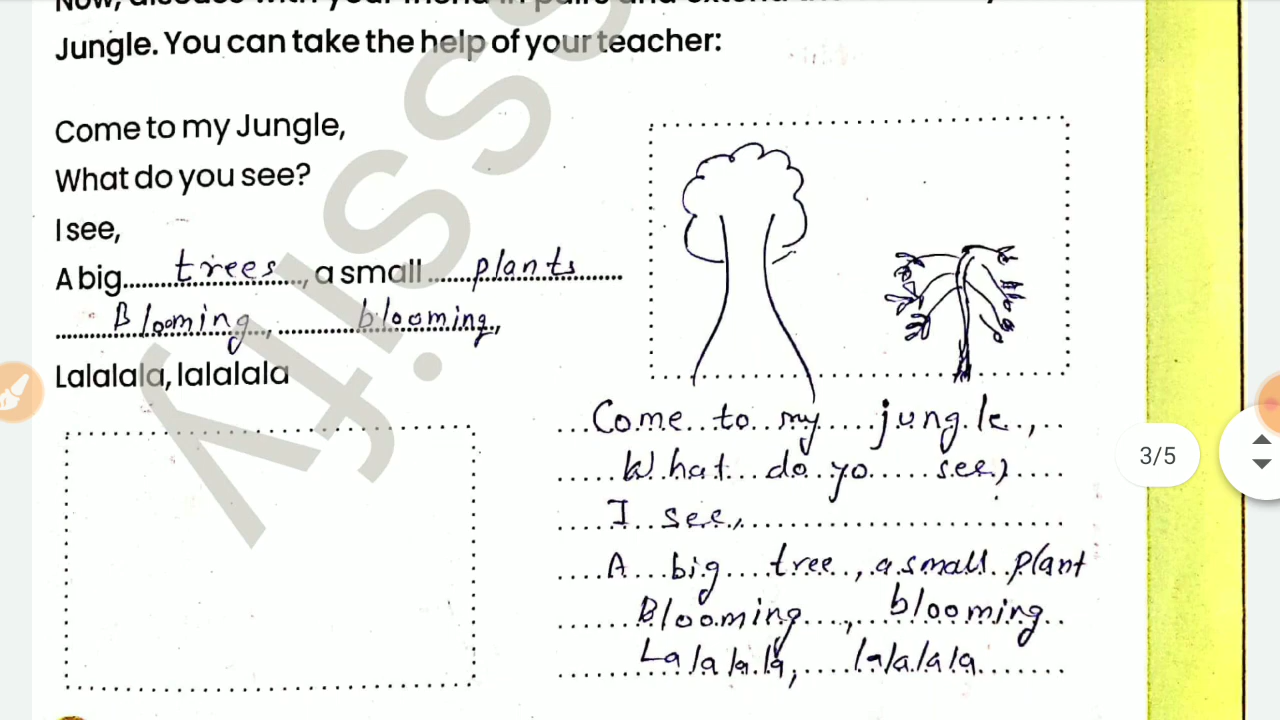 Jungle. You can take the help of your teacher:
Come to my Jungle,
What do you see?
I see,
A big trees, a small plants
Blooming, blooming,
Lalalala, lalalala
Come to my jungle,
What do yo see,
I see,
A big tree, a small plant
Blooming, blooming
Lalalala, lalalala
3/5